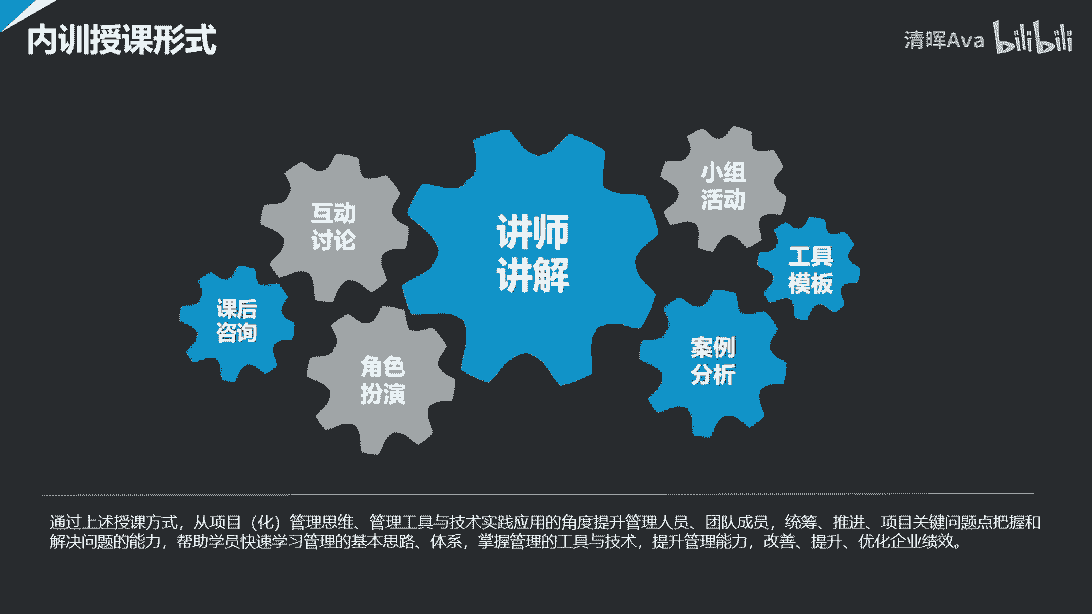 内训授课形式
清晖Ava bilibili
互动
讨论
讲师
讲解
小组
活动
工具
模板
课后
咨询
角色
扮演
案例
分析
通过上述授课方式，从项目（化）管理思维、管理工具与技术实践应用的角度提升管理人员、团队成员，统筹、推进、项目关键问题点把握和
解决问题的能力，帮助学员快速学习管理的基本思路、体系，掌握管理的工具与技术，提升管理能力，改善、提升、优化企业绩效。